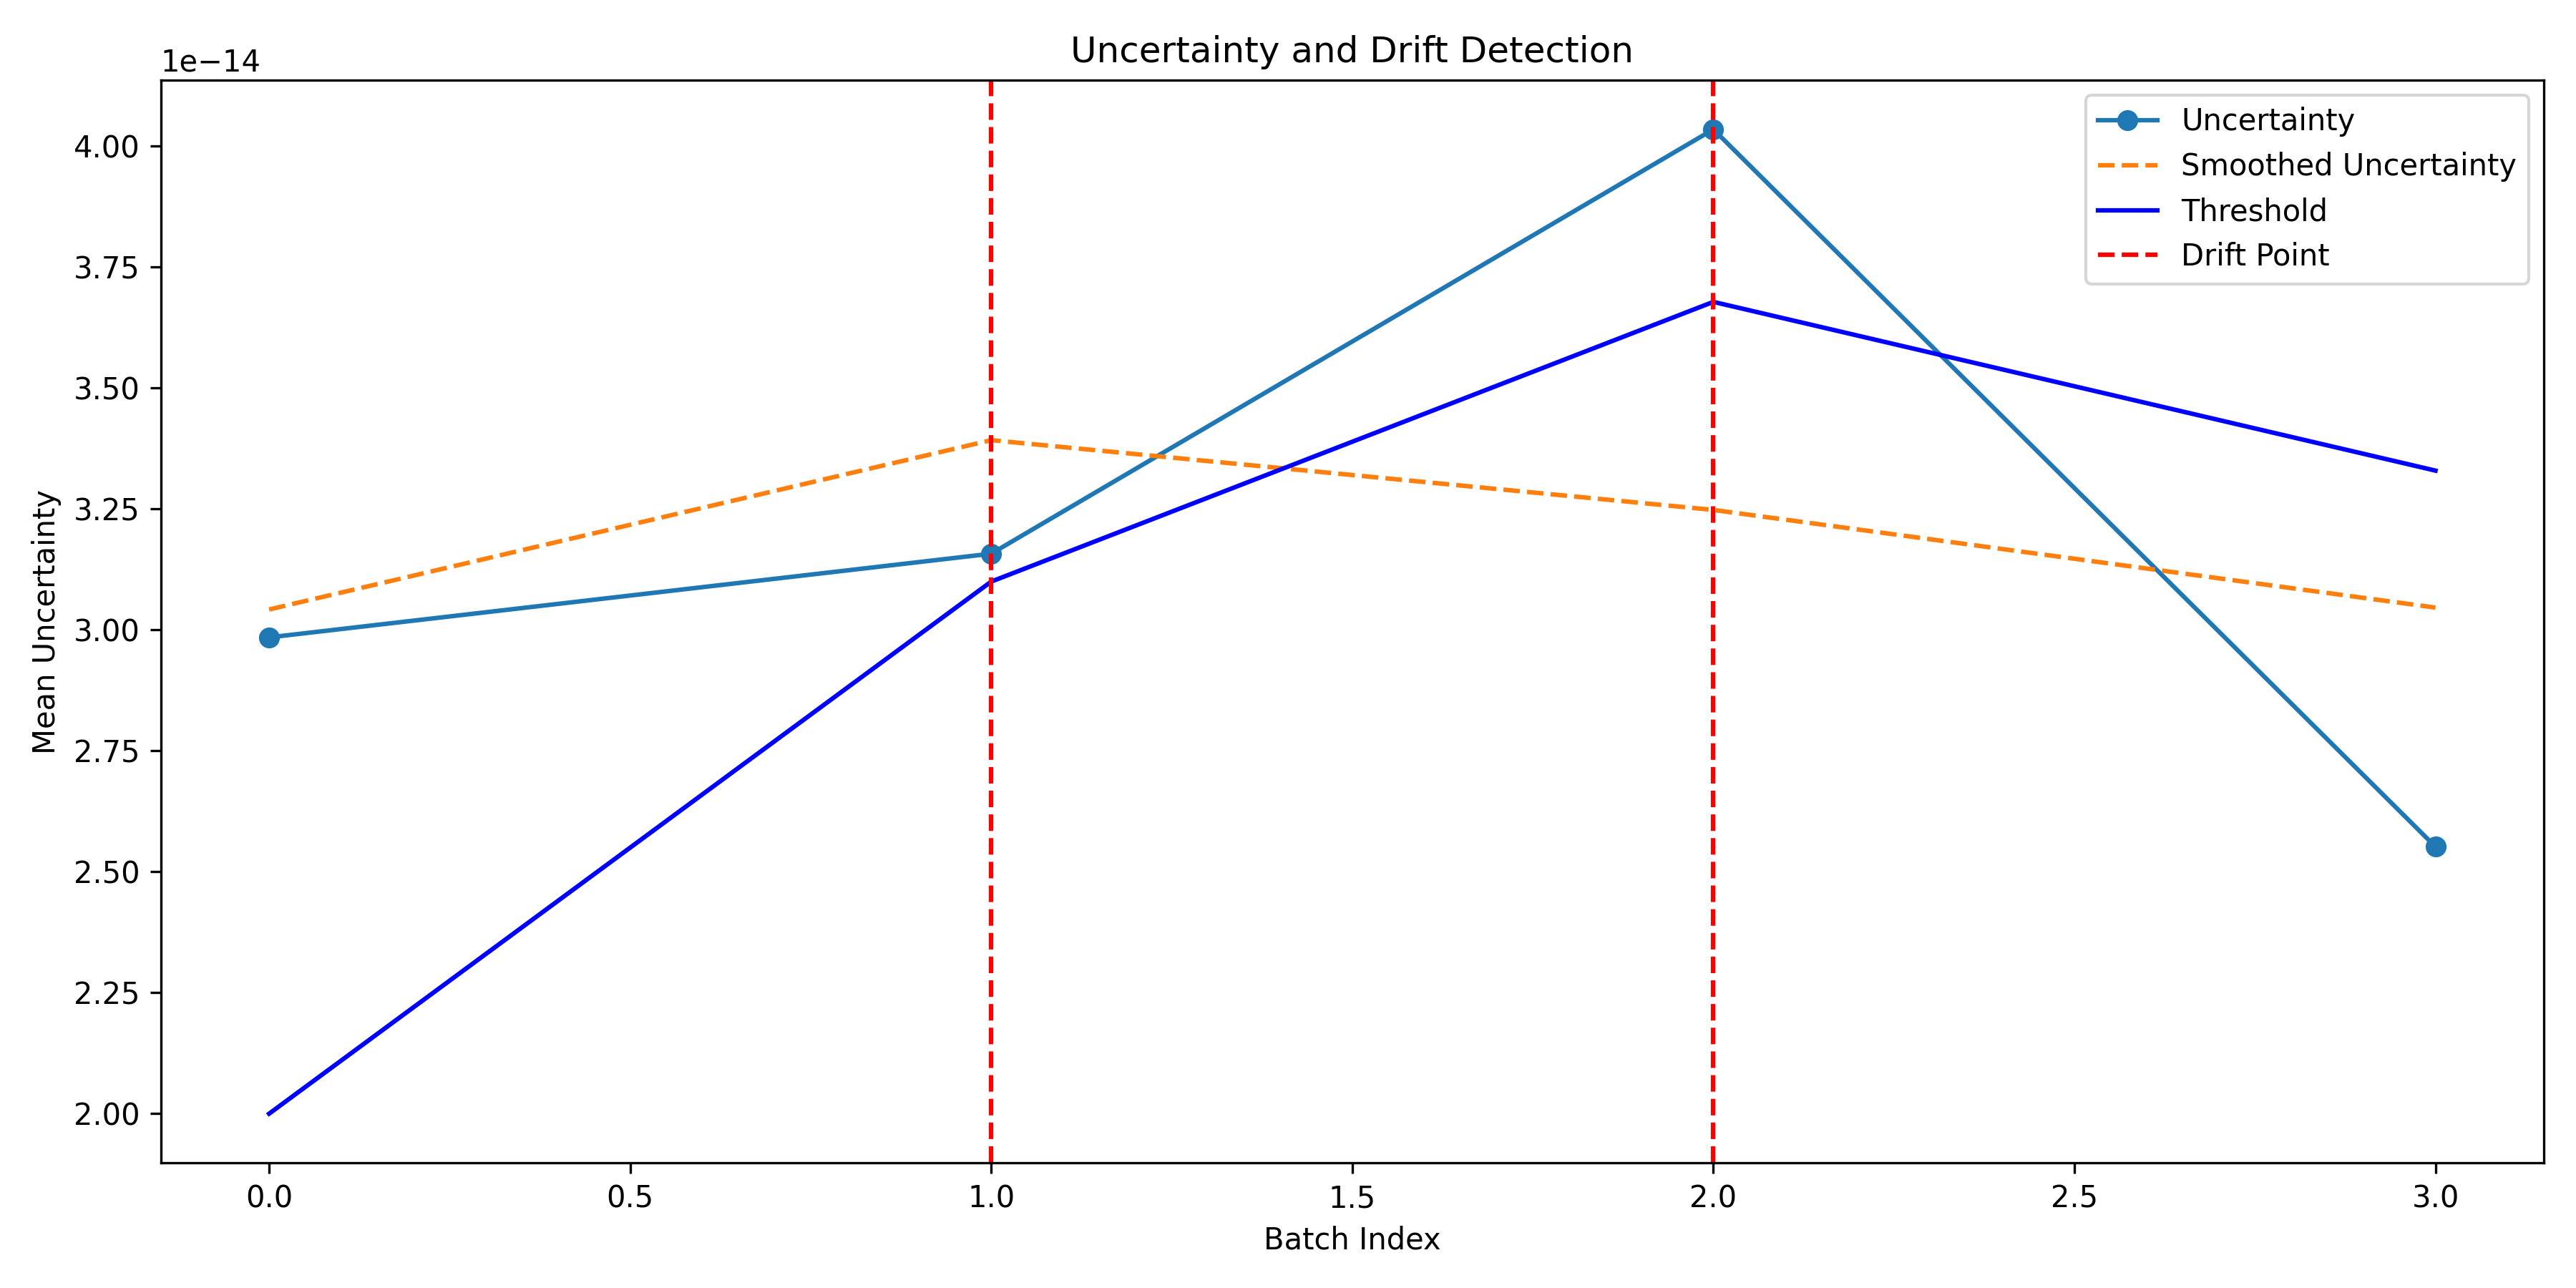 Uncertainty and Drift Detection
1e−14
Uncertainty
Smoothed Uncertainty
Threshold
Drift Point
4.00
3.75
3.50
3.25
3.00
2.75
2.50
2.25
2.00
Mean Uncertainty
0.0 0.5 1.0 1.5 2.0 2.5 3.0
Batch Index